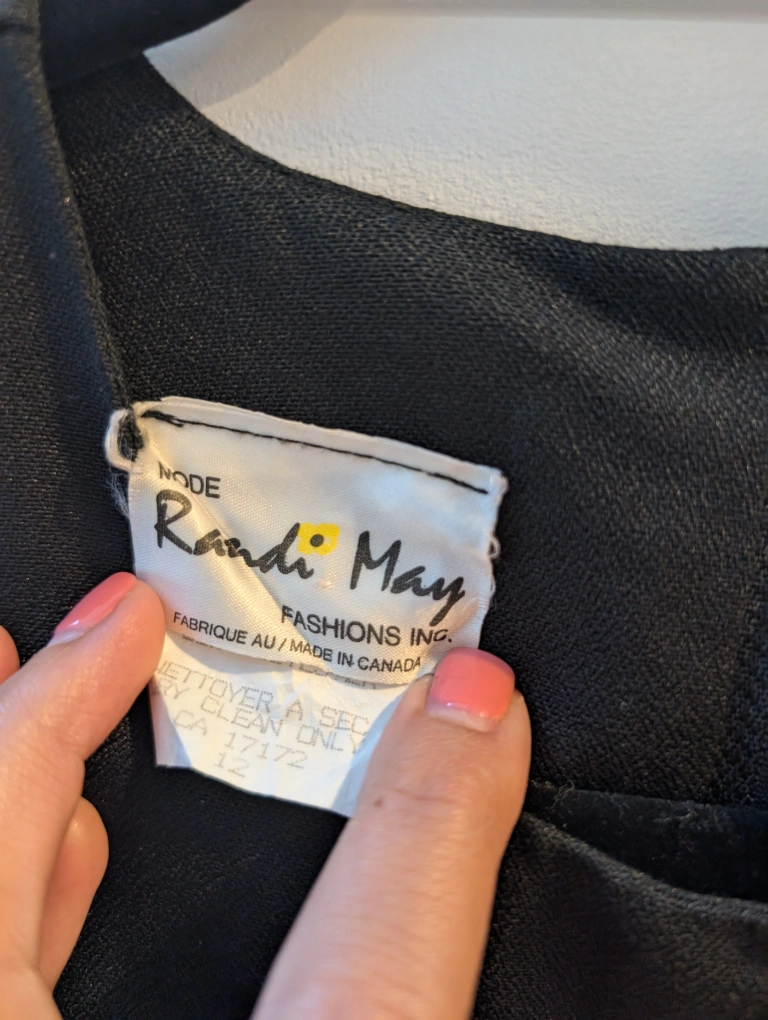 MODE
Randi May
FASHIONS INC.
FABRIQUE AU / MADE IN CANADA
NETTOYER A SEC
DRY CLEAN ONLY
CA 17172
12